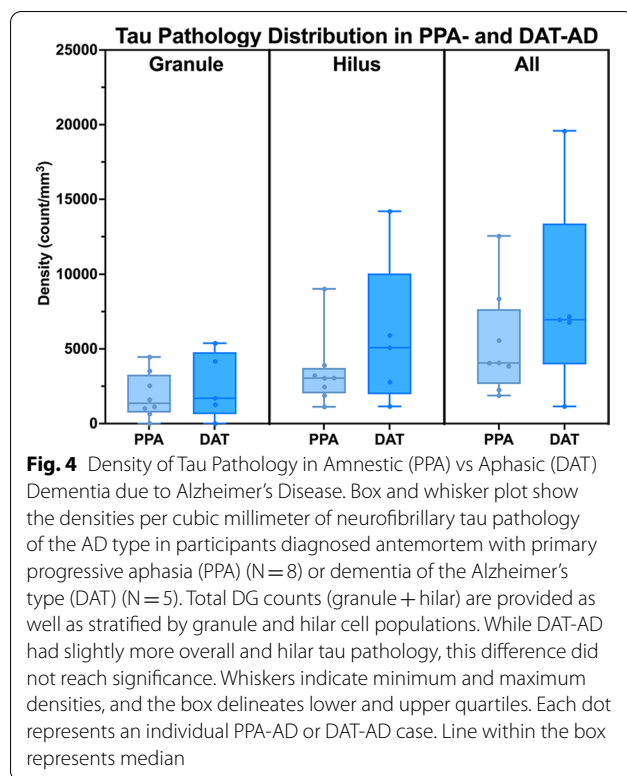 Tau Pathology Distribution in PPA- and DAT-AD
Granule Hilus All
25000
20000
15000
10000
5000
0
Density (count/mm³)
PPA DAT PPA DAT PPA DAT
Fig. 4 Density of Tau Pathology in Amnestic (PPA) vs Aphasic (DAT)
Dementia due to Alzheimer's Disease. Box and whisker plot show
the densities per cubic millimeter of neurofibrillary tau pathology
of the AD type in participants diagnosed antemortem with primary
progressive aphasia (PPA) (N=8) or dementia of the Alzheimer's
type (DAT) (N=5). Total DG counts (granule+hilar) are provided as
well as stratified by granule and hilar cell populations. While DAT-AD
had slightly more overall and hilar tau pathology, this difference did
not reach significance. Whiskers indicate minimum and maximum
densities, and the box delineates lower and upper quartiles. Each dot
represents an individual PPA-AD or DAT-AD case. Line within the box
represents median